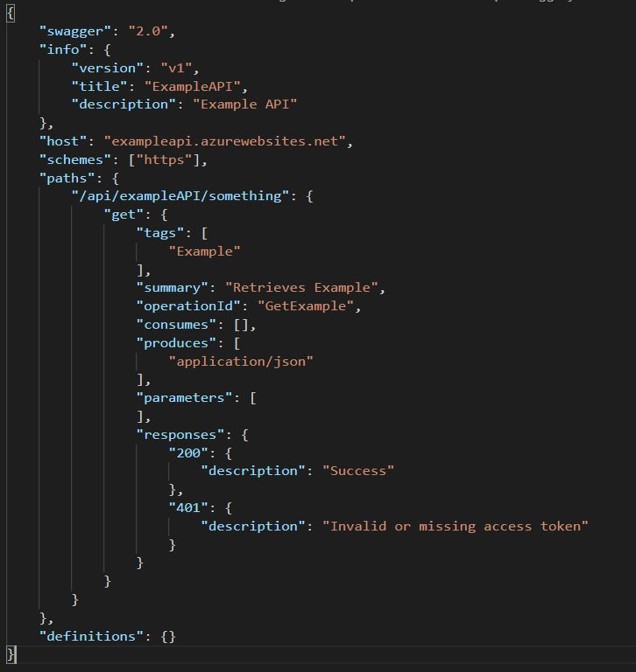 {
    "swagger": "2.0",
    "info": {
        "version": "v1",
        "title": "ExampleAPI",
        "description": "Example API"
    },
    "host": "exampleapi.azurewebsites.net",
    "schemes": ["https"],
    "paths": {
        "/api/exampleAPI/something": {
            "get": {
                "tags": [
                    "Example"
                ],
                "summary": "Retrieves Example",
                "operationId": "GetExample",
                "consumes": [],
                "produces": [
                    "application/json"
                ],
                "parameters": [
                ],
                "responses": {
                    "200": {
                        "description": "Success"
                    },
                    "401": {
                        "description": "Invalid or missing access token"
                    }
                }
            }
        }
    },
    "definitions": {}
}